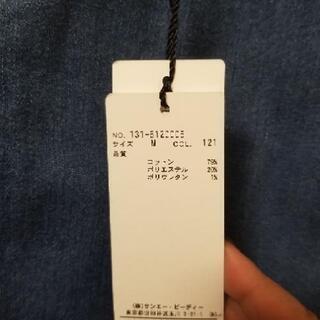 NO. 131-8120005
サイズ M COL. 121
品質
コットン 79%
ポリエステル 20%
ポリウレタン 1%
(株)サンエー・ビーディー